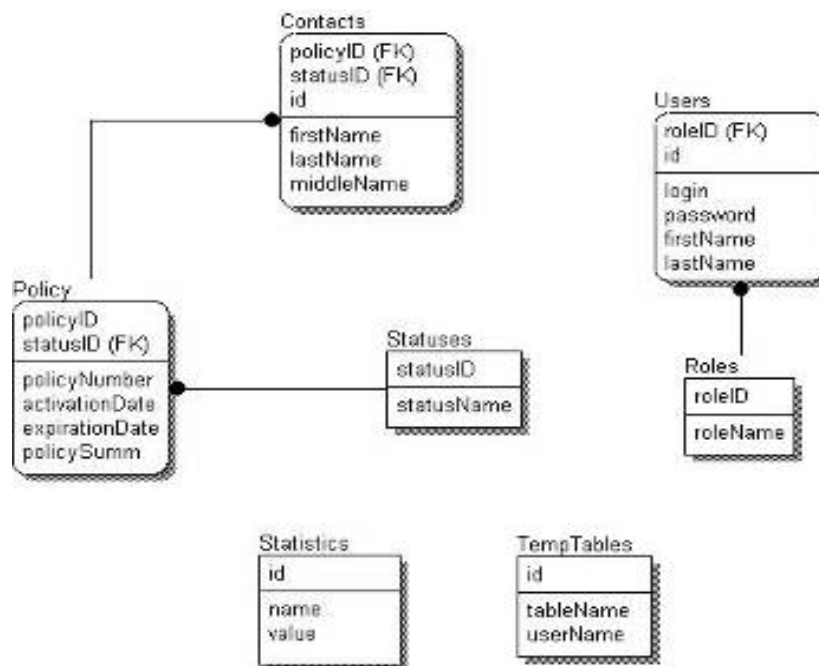 Contacts
policyID (FK)
statusID (FK)
id
firstName
lastName
middleName
Users
roleID (FK)
id
login
password
firstName
lastName
Policy
policyID
statusID (FK)
policyNumber
activationDate
expirationDate
policySumm
Statuses
statusID
statusName
Roles
roleID
roleName
Statistics
id
name
value
TempTables
id
tableName
userName